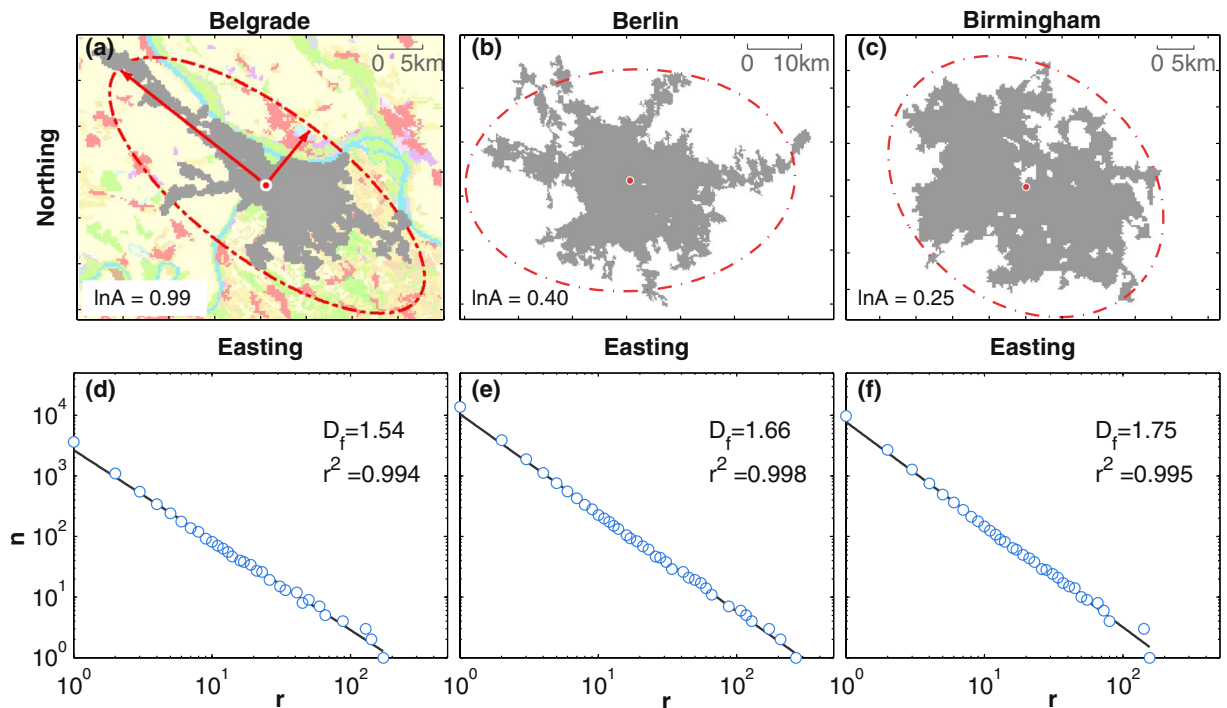 Belgrade
Berlin
Birmingham
(a)
0 5km
(b)
0 10km
(c)
0 5km
Northing
lnA = 0.99
lnA = 0.40
lnA = 0.25
Easting
Easting
Easting
(d)
D_f=1.54
r^2 =0.994
(e)
D_f=1.66
r^2 =0.998
(f)
D_f=1.75
r^2 =0.995
n
10^4
10^3
10^2
10^1
10^0
10^0 10^1 10^2
10^0 10^1 10^2
10^0 10^1 10^2
r
r
r